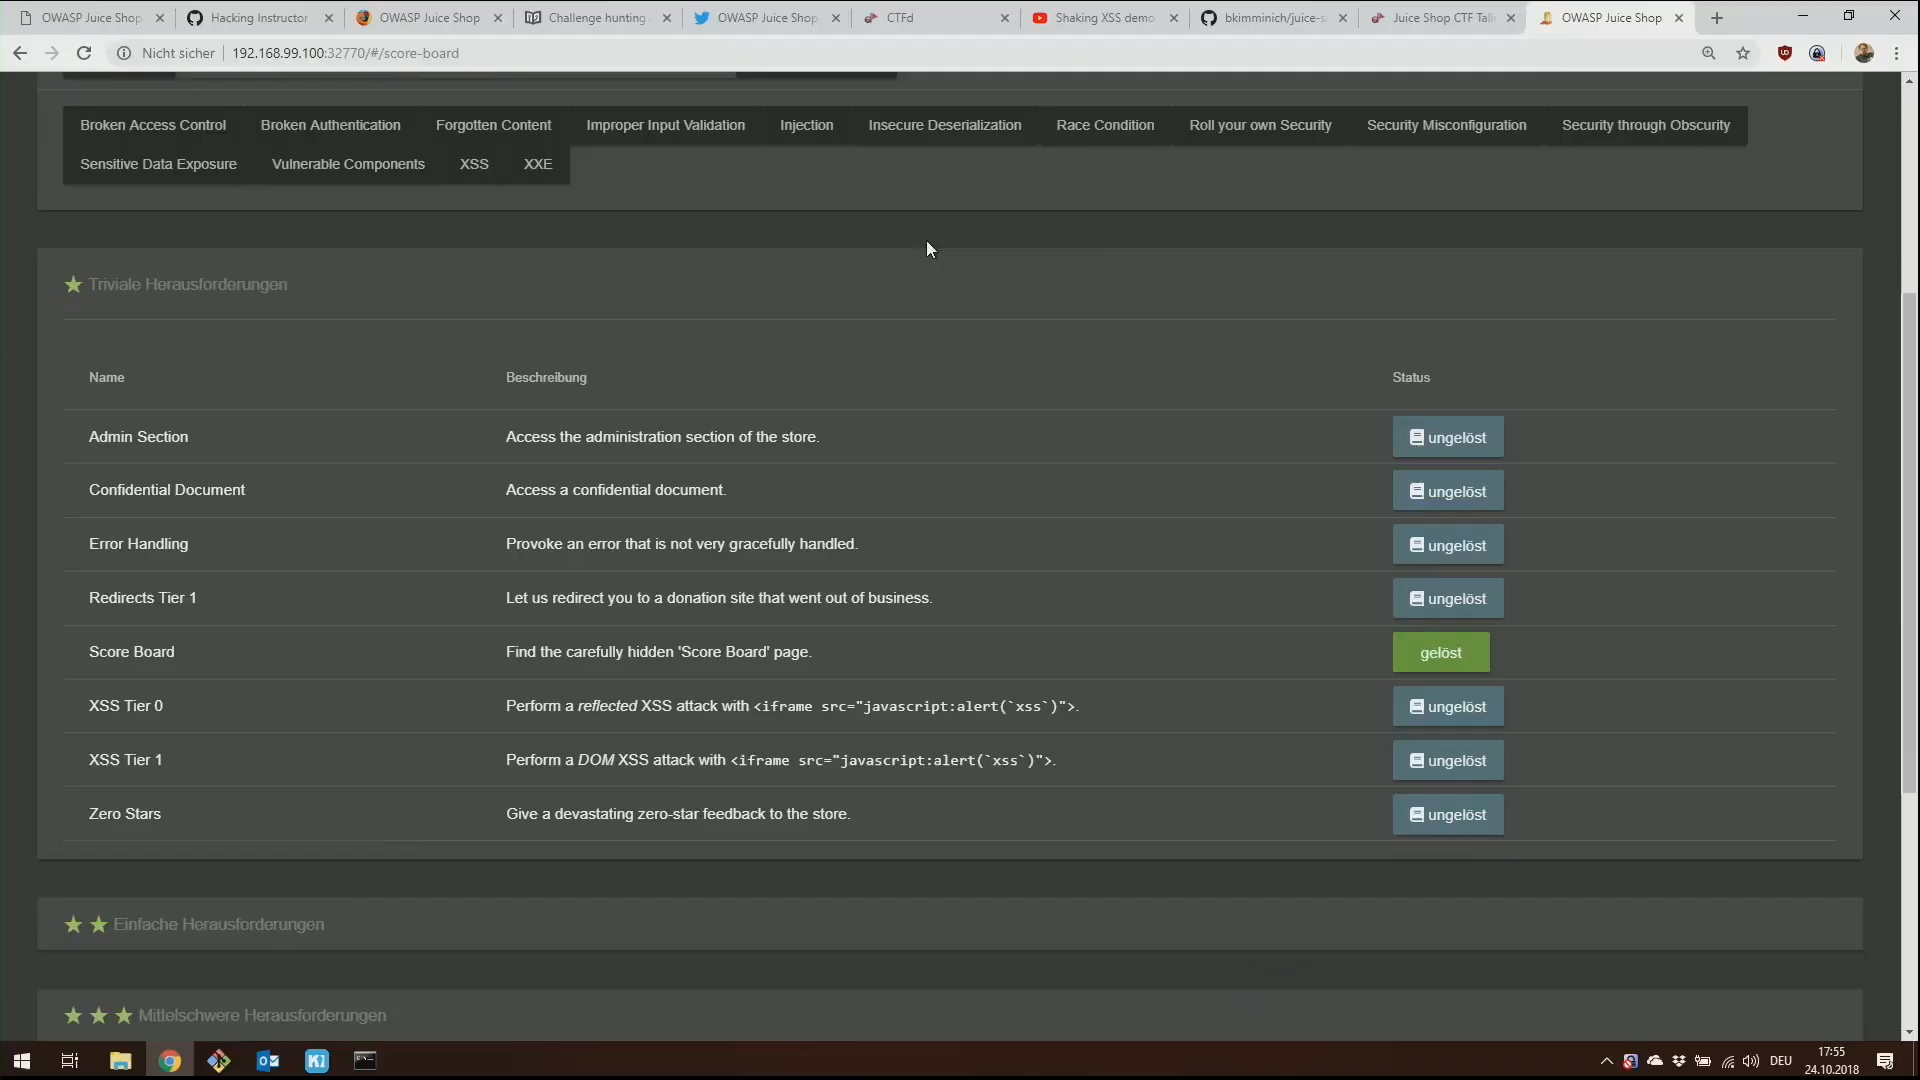 OWASP Juice Shop
Hacking Instructor
OWASP Juice Shop
Challenge hunting
OWASP Juice Shop
CTFd
Shaking XSS demo
bkimminich/juice-s
Juice Shop CTF Talk
OWASP Juice Shop
Nicht sicher
192.168.99.100:32770/#/score-board
Broken Access Control
Broken Authentication
Forgotten Content
Improper Input Validation
Injection
Insecure Deserialization
Race Condition
Roll your own Security
Security Misconfiguration
Security through Obscurity
Sensitive Data Exposure
Vulnerable Components
XSS
XXE
Triviale Herausforderungen
Name
Beschreibung
Status
Admin Section
Access the administration section of the store.
ungelöst
Confidential Document
Access a confidential document.
ungelöst
Error Handling
Provoke an error that is not very gracefully handled.
ungelöst
Redirects Tier 1
Let us redirect you to a donation site that went out of business.
ungelöst
Score Board
Find the carefully hidden 'Score Board' page.
gelöst
XSS Tier 0
Perform a reflected XSS attack with <iframe src="javascript:alert(`xss`)">.
ungelöst
XSS Tier 1
Perform a DOM XSS attack with <iframe src="javascript:alert(`xss`)">.
ungelöst
Zero Stars
Give a devastating zero-star feedback to the store.
ungelöst
Einfache Herausforderungen
Mittelschwere Herausforderungen
DEU
17:55
24.10.2018